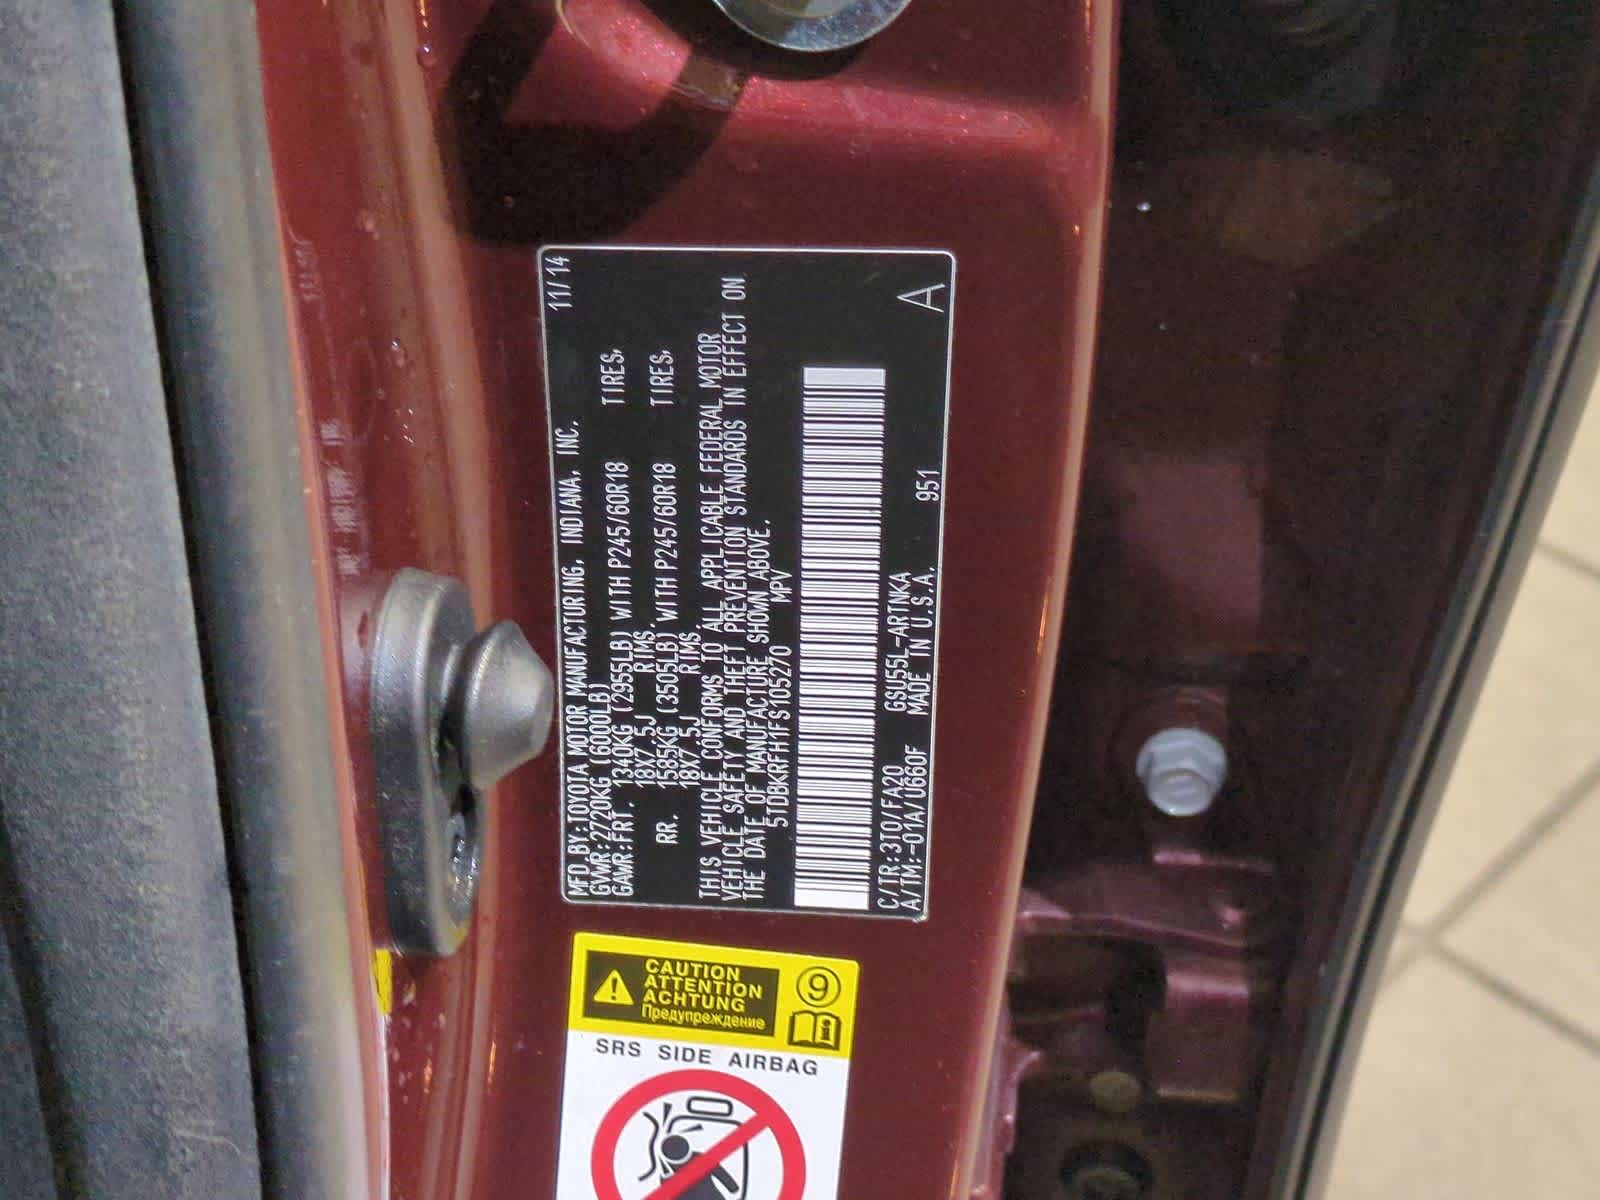 MFD.BY:TOYOTA MOTOR MANUFACTURING, INDIANA, INC. 11/14
GVWR:2720KG (6000LB)
GAWR:FRT. 1340KG (2955LB) WITH P245/60R18 TIRES,
18X7.5J RIMS,
RR. 1585KG (3505LB) WITH P245/60R18 TIRES,
18X7.5J RIMS,
THIS VEHICLE CONFORMS TO ALL APPLICABLE FEDERAL MOTOR
VEHICLE SAFETY AND THEFT PREVENTION STANDARDS IN EFFECT ON
THE DATE OF MANUFACTURE SHOWN ABOVE.
5TDBKRFH1FS105270 MPV
C/TR:3T0/FA20 GSU55L-ARTNKA 951 A
A/TM:-01A/U660F MADE IN U.S.A.
CAUTION
ATTENTION
ACHTUNG
Предупреждение
9
i
SRS SIDE AIRBAG